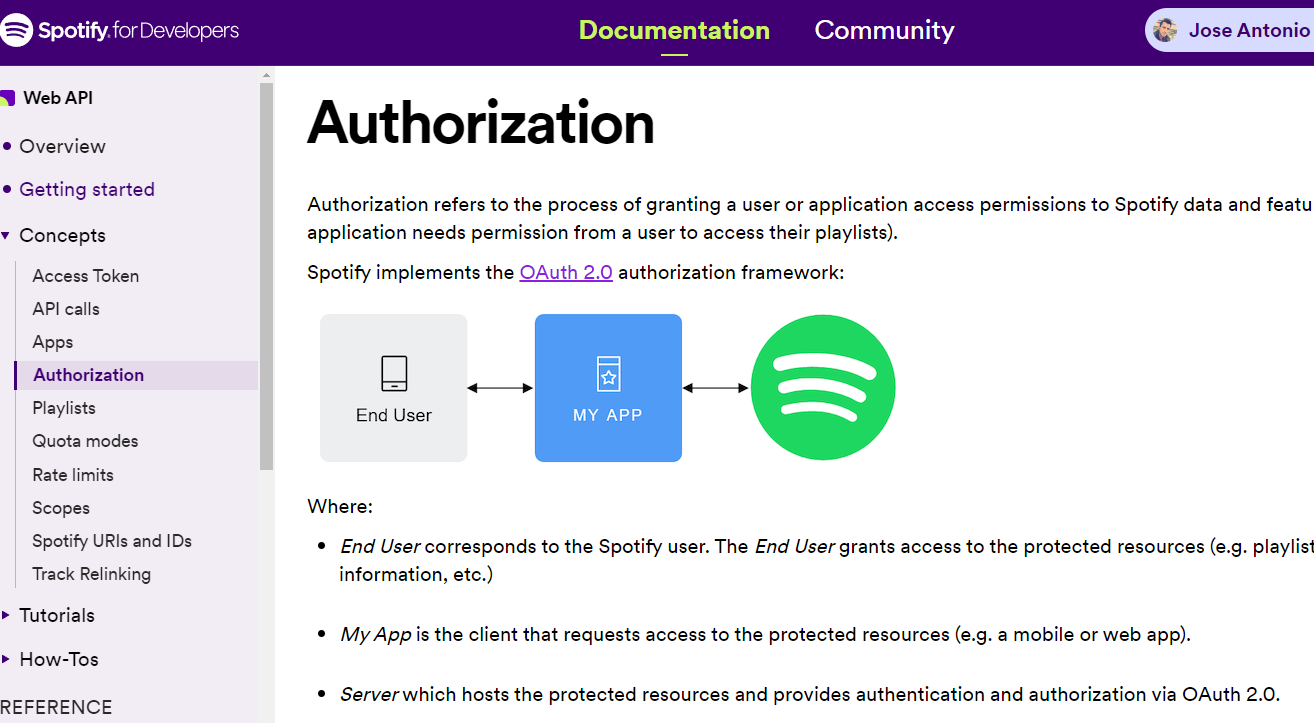 Spotify for Developers
Documentation
Community
Jose Antonio
Web API
Overview
Getting started
Concepts
Access Token
API calls
Apps
Authorization
Playlists
Quota modes
Rate limits
Scopes
Spotify URIs and IDs
Track Relinking
Tutorials
How-Tos
REFERENCE
Authorization
Authorization refers to the process of granting a user or application access permissions to Spotify data and featu
application needs permission from a user to access their playlists).
Spotify implements the OAuth 2.0 authorization framework:
End User
MY APP
Where:
End User corresponds to the Spotify user. The End User grants access to the protected resources (e.g. playlist
information, etc.)
My App is the client that requests access to the protected resources (e.g. a mobile or web app).
Server which hosts the protected resources and provides authentication and authorization via OAuth 2.0.